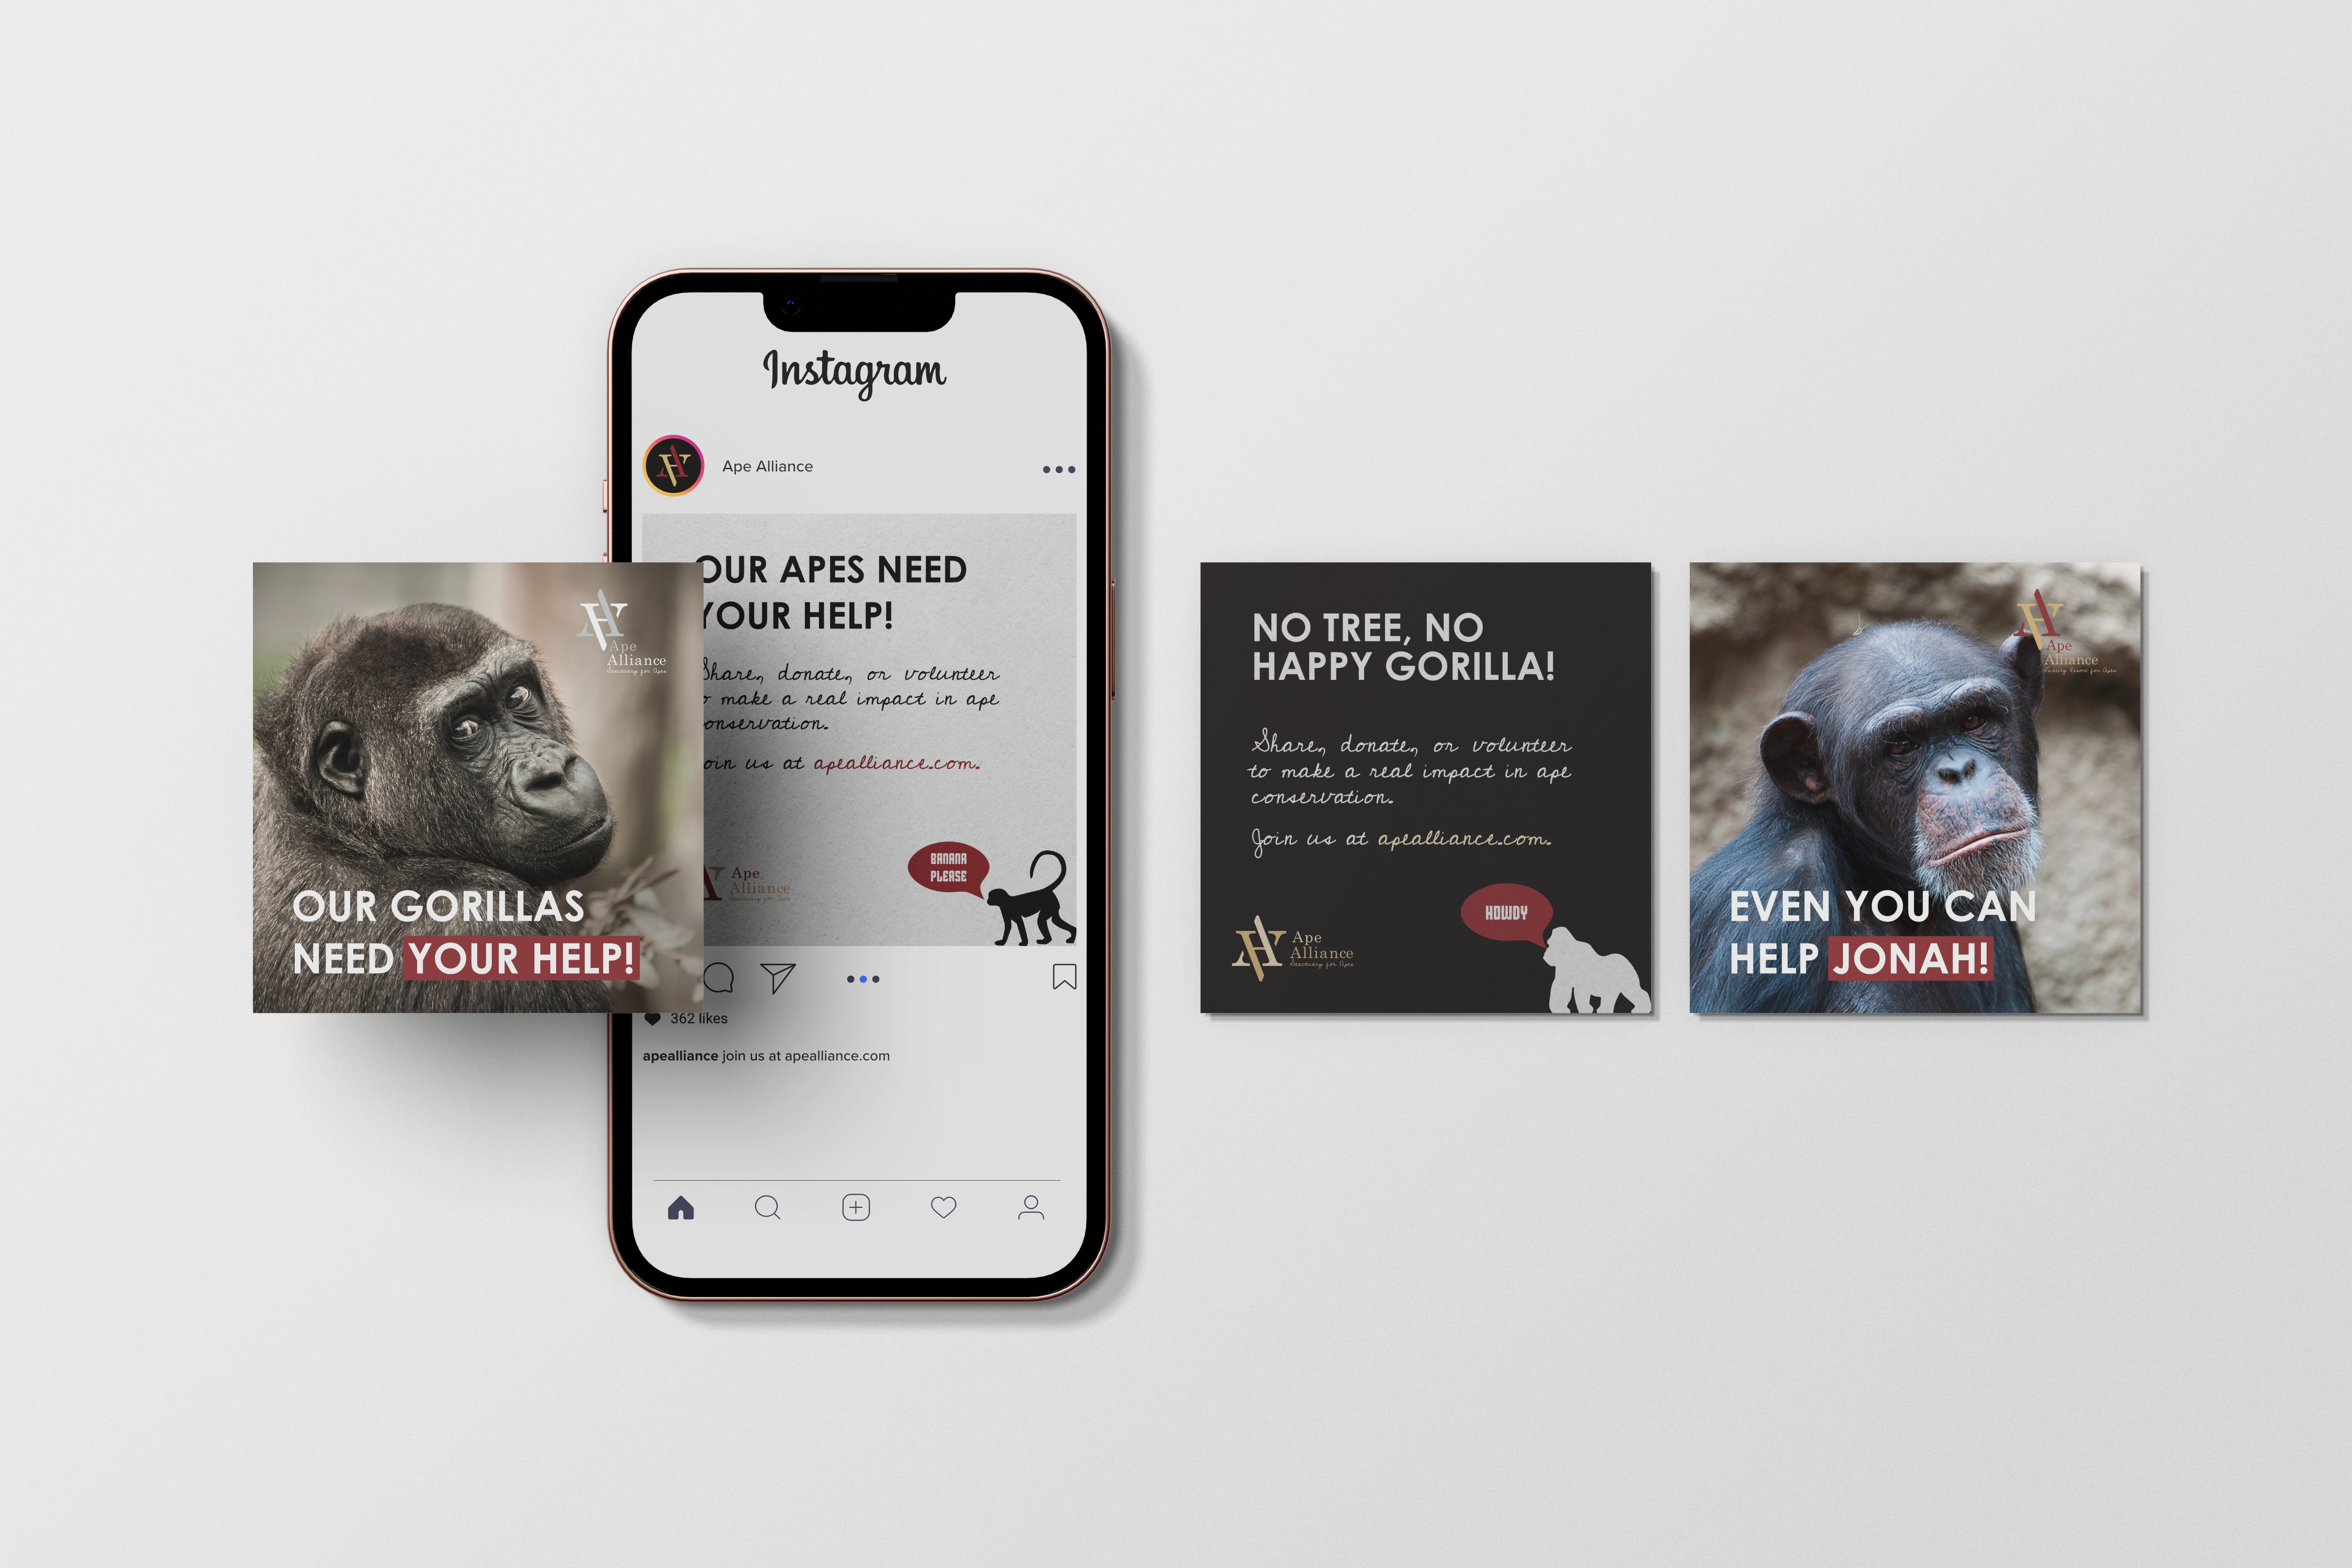 Instagram
Ape Alliance
OUR APES NEED
YOUR HELP!
Share, donate, or volunteer
to make a real impact in ape
conservation.
Join us at apealliance.com.
Ape
Alliance
BANANA
PLEASE
362 likes
apealliance join us at apealliance.com
Ape
Alliance
Sanctuary for Apes
OUR GORILLAS
NEED YOUR HELP!
NO TREE, NO
HAPPY GORILLA!
Share, donate, or volunteer
to make a real impact in ape
conservation.
Join us at apealliance.com.
Ape
Alliance
Sanctuary for Apes
HOWDY
Ape
Alliance
Luxury Resort for Apes
EVEN YOU CAN
HELP JONAH!